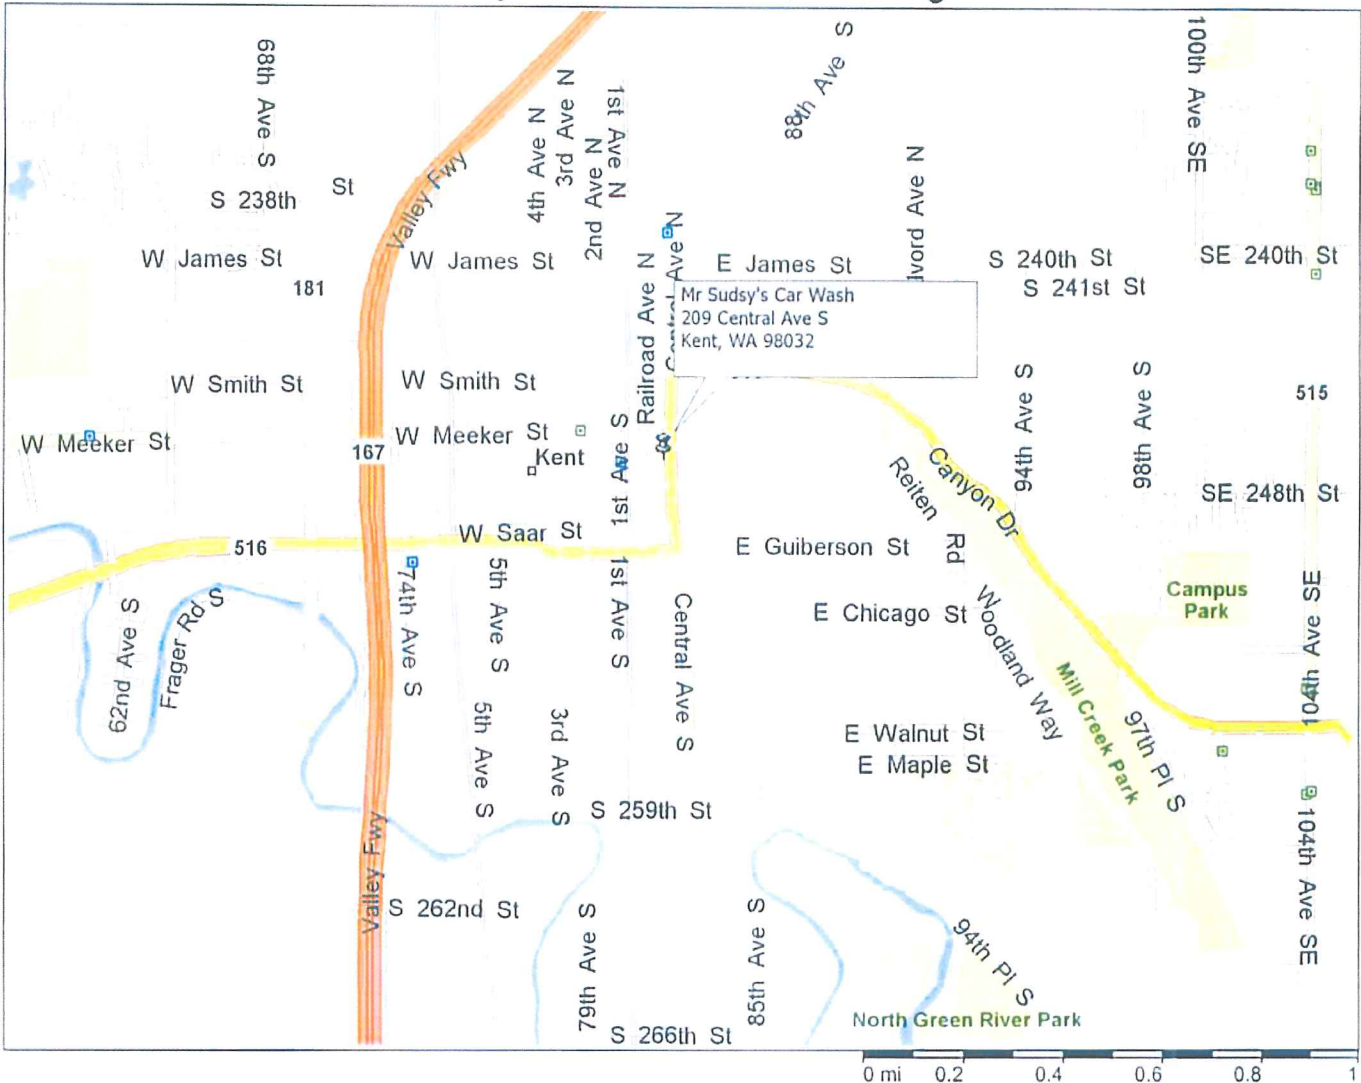 68th Ave S
S 238th St
Valley Fwy
4th Ave N
3rd Ave N
2nd Ave N
1st Ave N
88th Ave S
100th Ave SE
W James St
W James St
181
Railroad Ave N
Central Ave N
E James St
Ave N
S 240th St
S 241st St
SE 240th St
Mr Sudsy's Car Wash
209 Central Ave S
Kent, WA 98032
W Smith St
W Smith St
94th Ave S
98th Ave S
515
W Meeker St
167
W Meeker St
Kent
1st Ave S
Canyon Dr
Reiten Rd
SE 248th St
516
W Saar St
E Guiberson St
62nd Ave S
Frager Rd S
74th Ave S
5th Ave S
1st Ave S
Central Ave S
E Chicago St
Woodland Way
Campus
Park
104th Ave SE
Mill Creek Park
97th Pl S
5th Ave S
3rd Ave S
E Walnut St
E Maple St
S 259th St
104th Ave SE
Valley Fwy
S 262nd St
79th Ave S
85th Ave S
94th Pl S
North Green River Park
S 266th St
0 mi 0.2 0.4 0.6 0.8 1